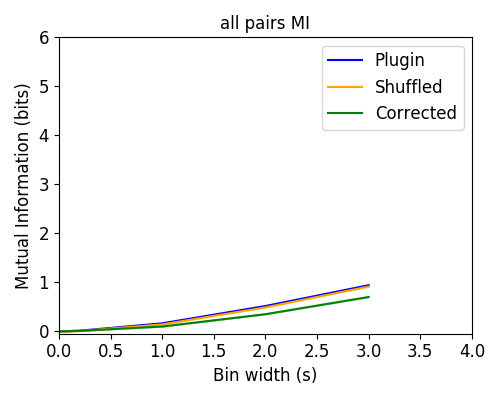 all pairs MI
Mutual Information (bits)
6
5
4
3
2
1
0
Plugin
Shuffled
Corrected
0.0 0.5 1.0 1.5 2.0 2.5 3.0 3.5 4.0
Bin width (s)